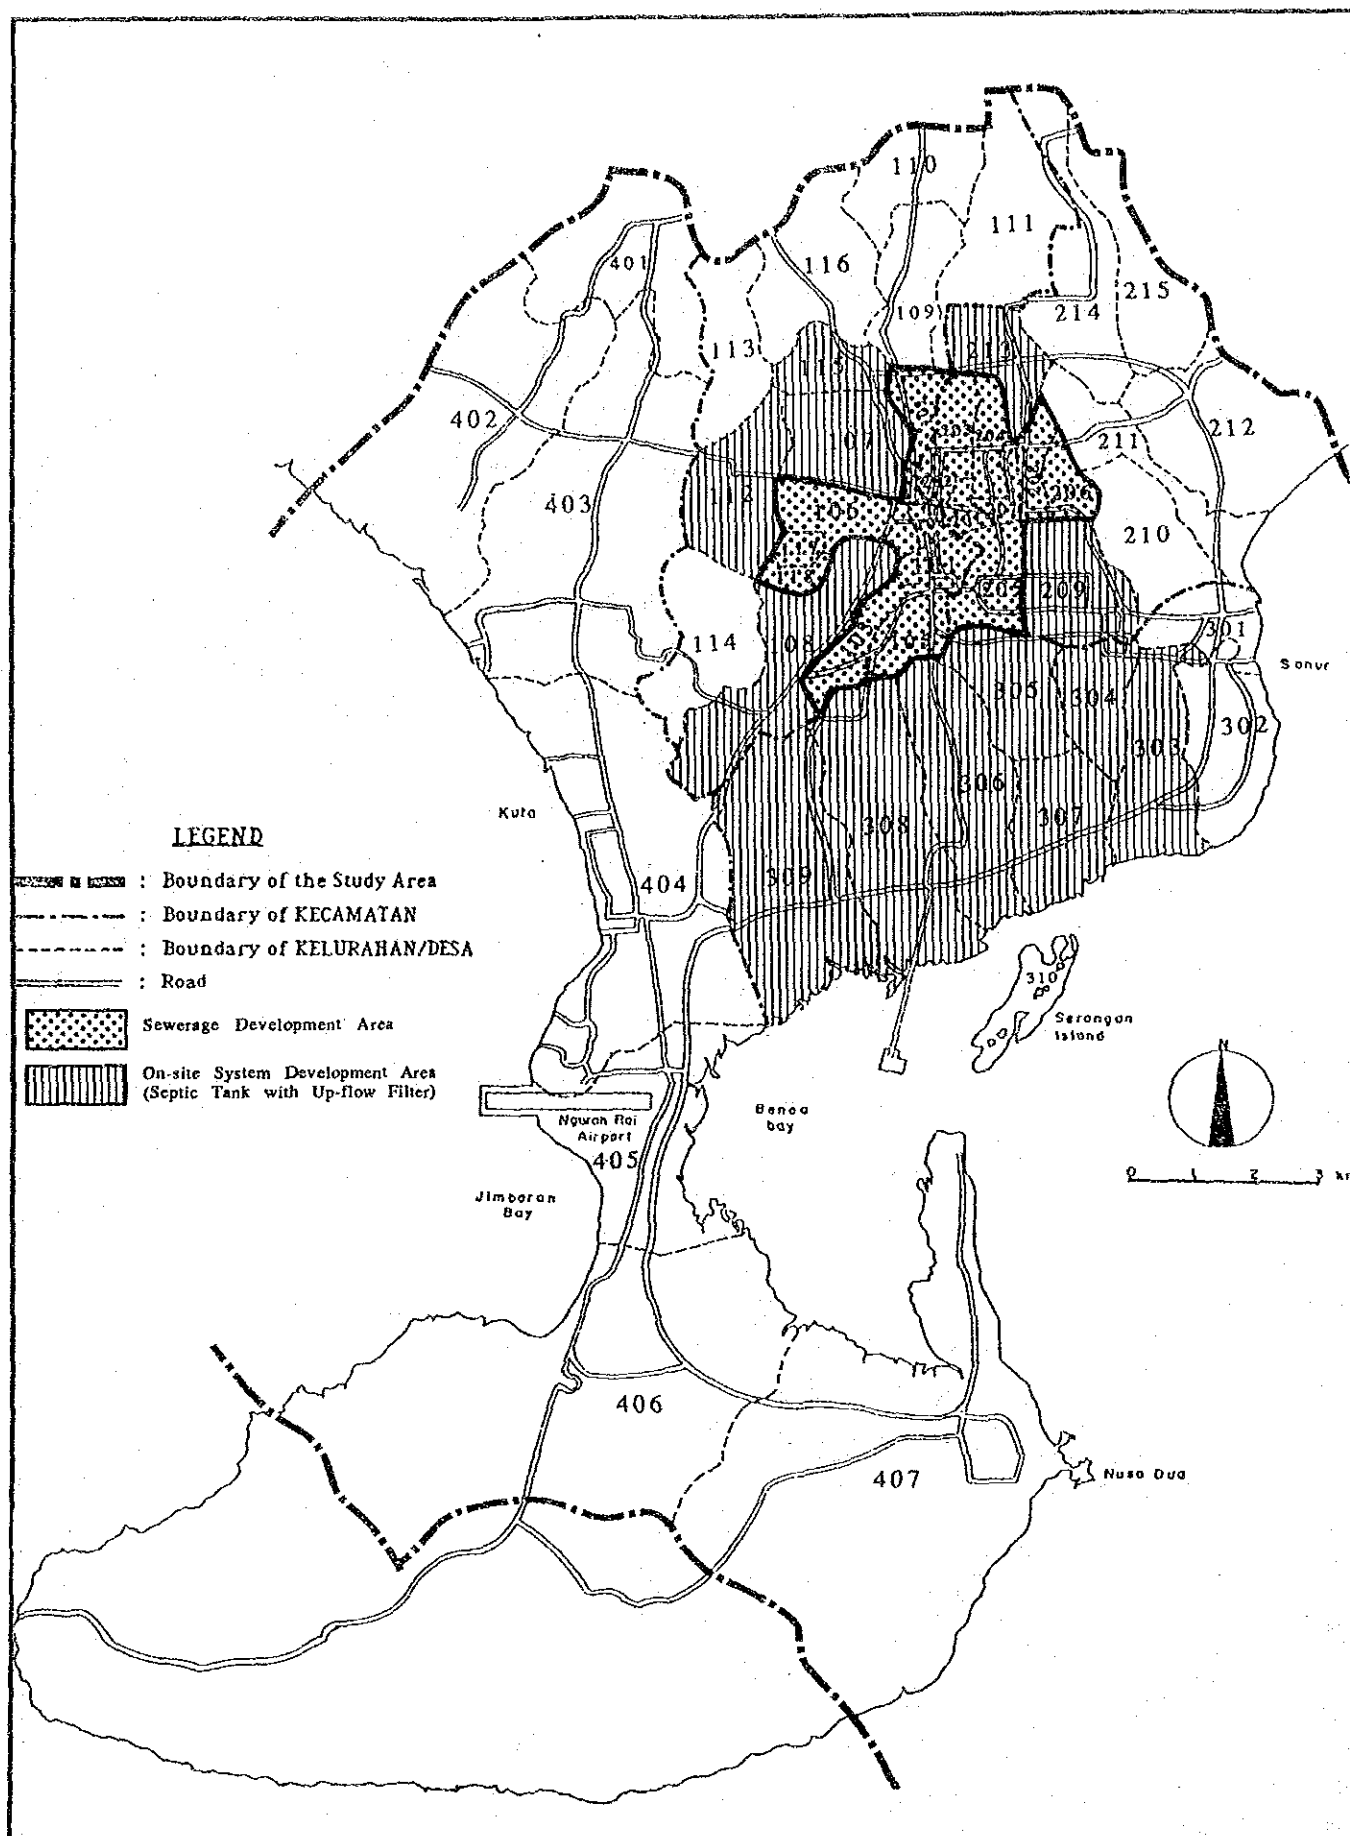 110
111
116
401
215
109
214
113
213
115
402
211
212
107
403
112
206
106
210
118
205
209
301
114
108
Sanur
305
304
302
303
306
Kuta
307
308
309
404
LEGEND
: Boundary of the Study Area
: Boundary of KECAMATAN
: Boundary of KELURAHAN/DESA
: Road
Sewerage Development Area
On-site System Development Area
(Septic Tank with Up-flow Filter)
310
Serangan
Island
N
Benoa
bay
Ngurah Rai
Airport
405
0 1 2 3
Jimbaran
Bay
406
407
Nusa Dua